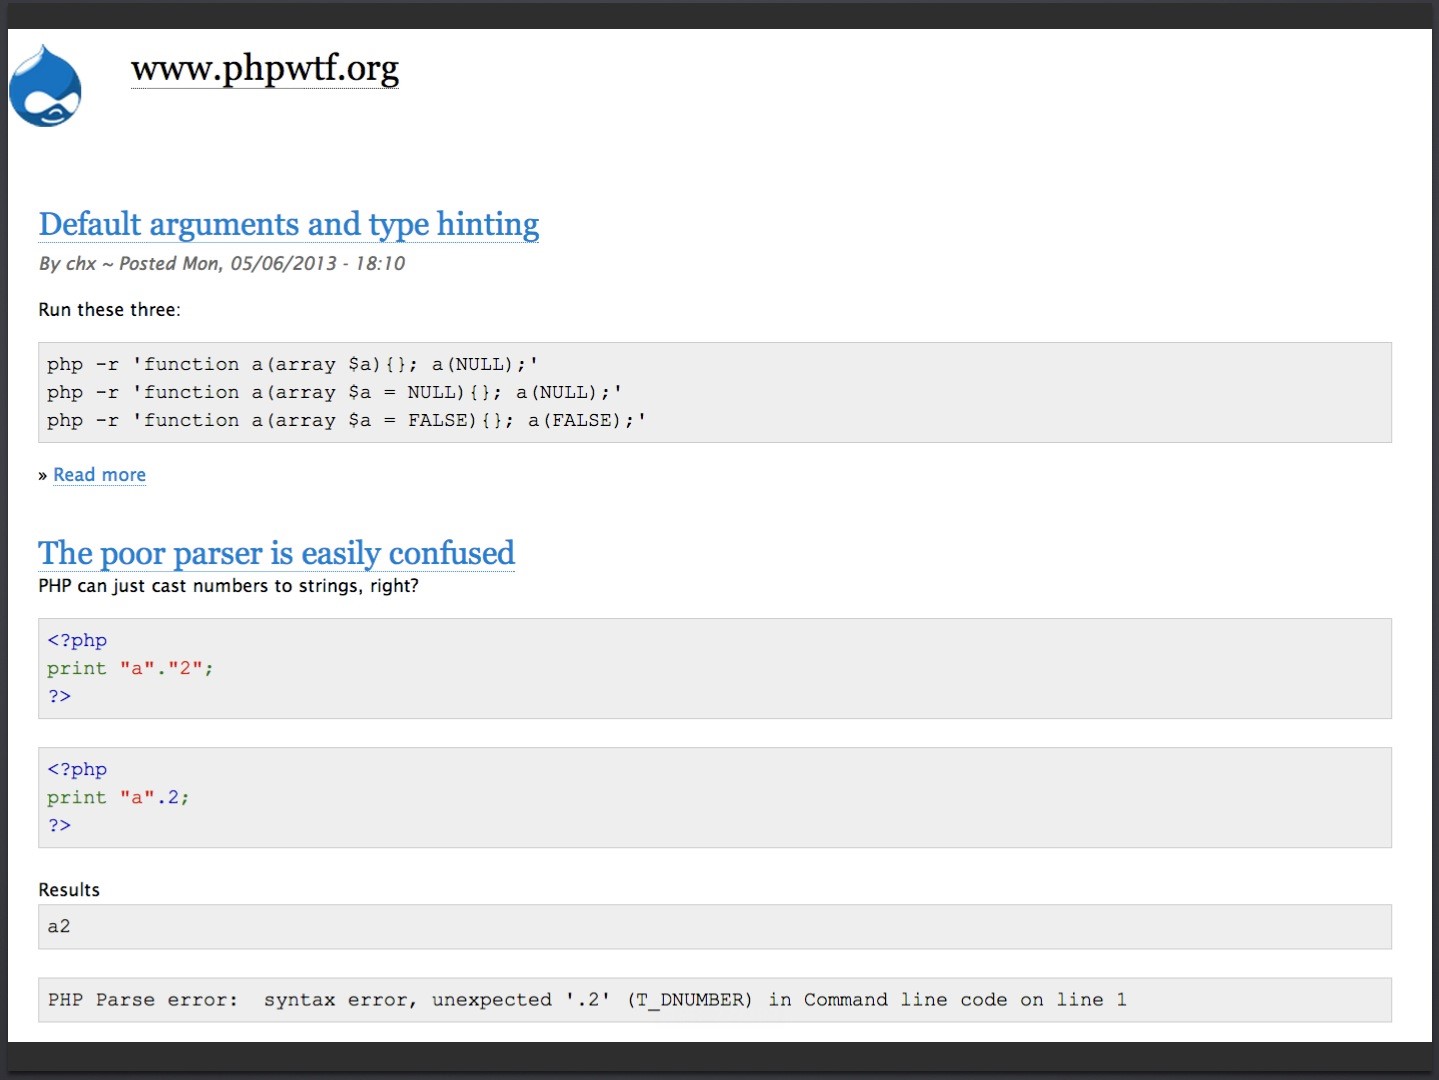 www.phpwtf.org
Default arguments and type hinting
By chx ~ Posted Mon, 05/06/2013 - 18:10
Run these three:
php -r 'function a(array $a){}; a(NULL);'
php -r 'function a(array $a = NULL){}; a(NULL);'
php -r 'function a(array $a = FALSE){}; a(FALSE);'
» Read more
The poor parser is easily confused
PHP can just cast numbers to strings, right?
<?php
print "a"."2";
?>
<?php
print "a".2;
?>
Results
a2
PHP Parse error:  syntax error, unexpected '.2' (T_DNUMBER) in Command line code on line 1